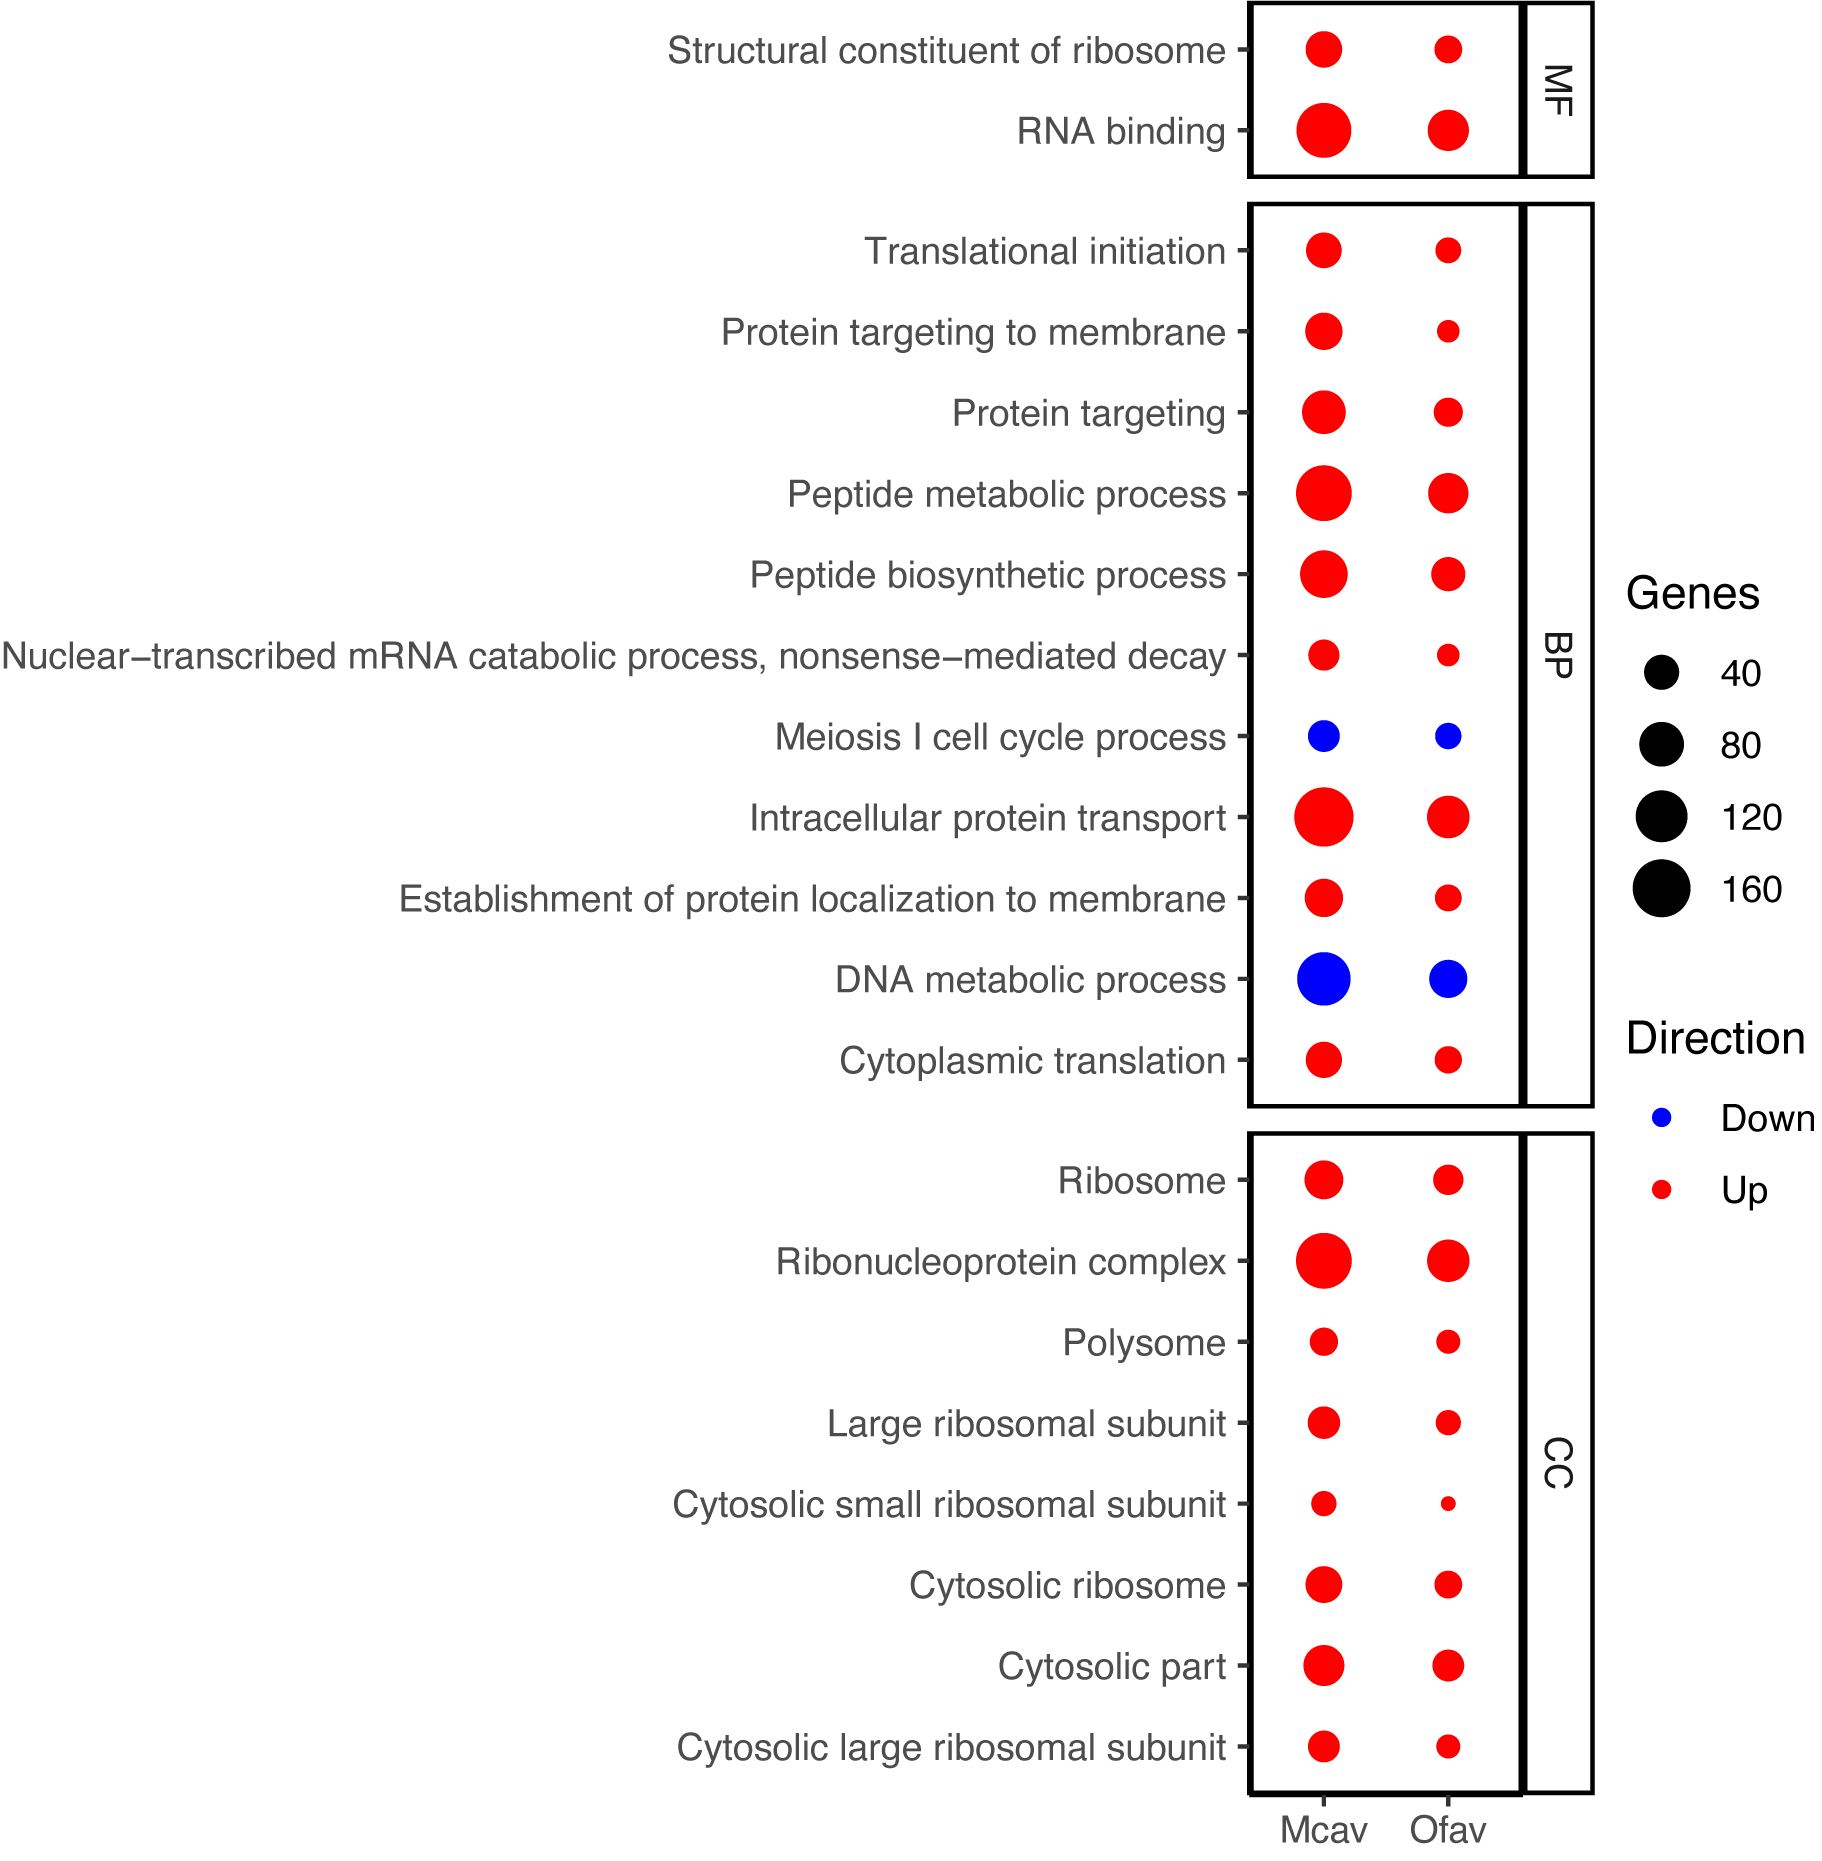 Structural constituent of ribosome
RNA binding
MF
Translational initiation
Protein targeting to membrane
Protein targeting
Peptide metabolic process
Peptide biosynthetic process
Nuclear−transcribed mRNA catabolic process, nonsense−mediated decay
Meiosis I cell cycle process
Intracellular protein transport
Establishment of protein localization to membrane
DNA metabolic process
Cytoplasmic translation
BP
Ribosome
Ribonucleoprotein complex
Polysome
Large ribosomal subunit
Cytosolic small ribosomal subunit
Cytosolic ribosome
Cytosolic part
Cytosolic large ribosomal subunit
CC
Mcav Ofav
Genes
40
80
120
160
Direction
Down
Up